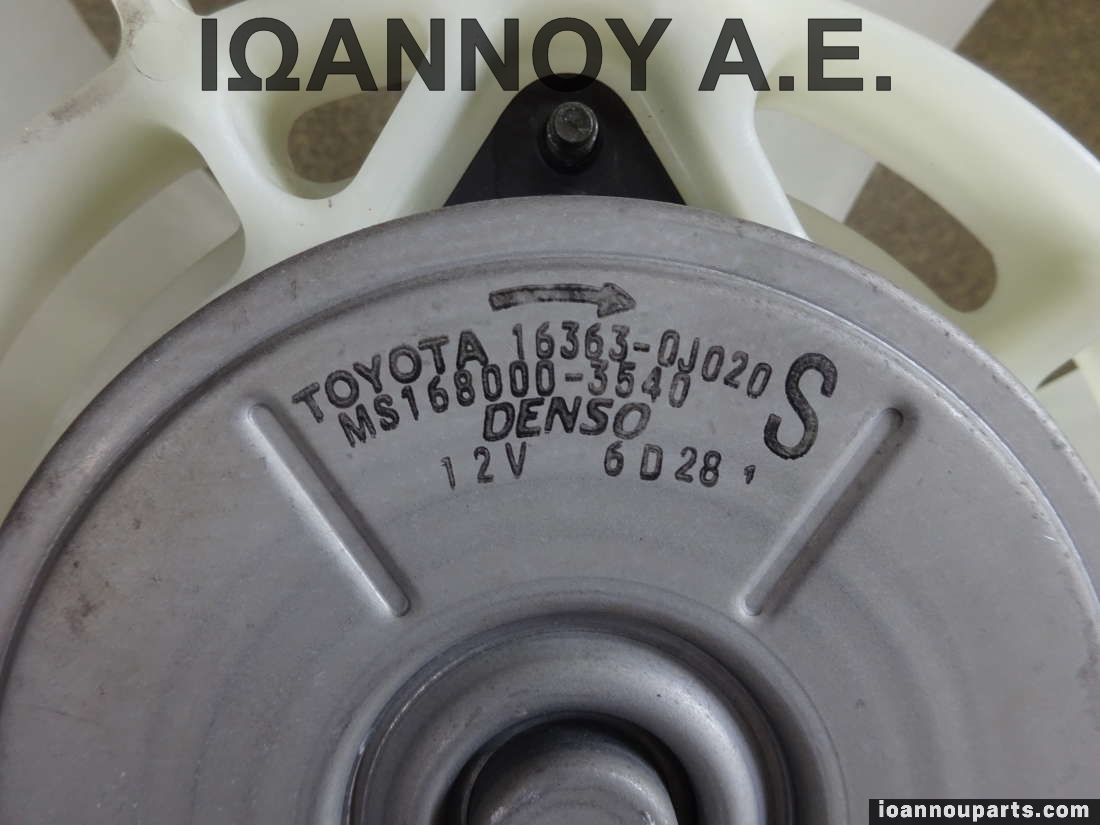 ΙΩΑΝΝΟΥ Α.Ε.
TOYOTA 16363-0J020
MS168000-3540
S
DENSO
12V 6D28 '
ioannouparts.com